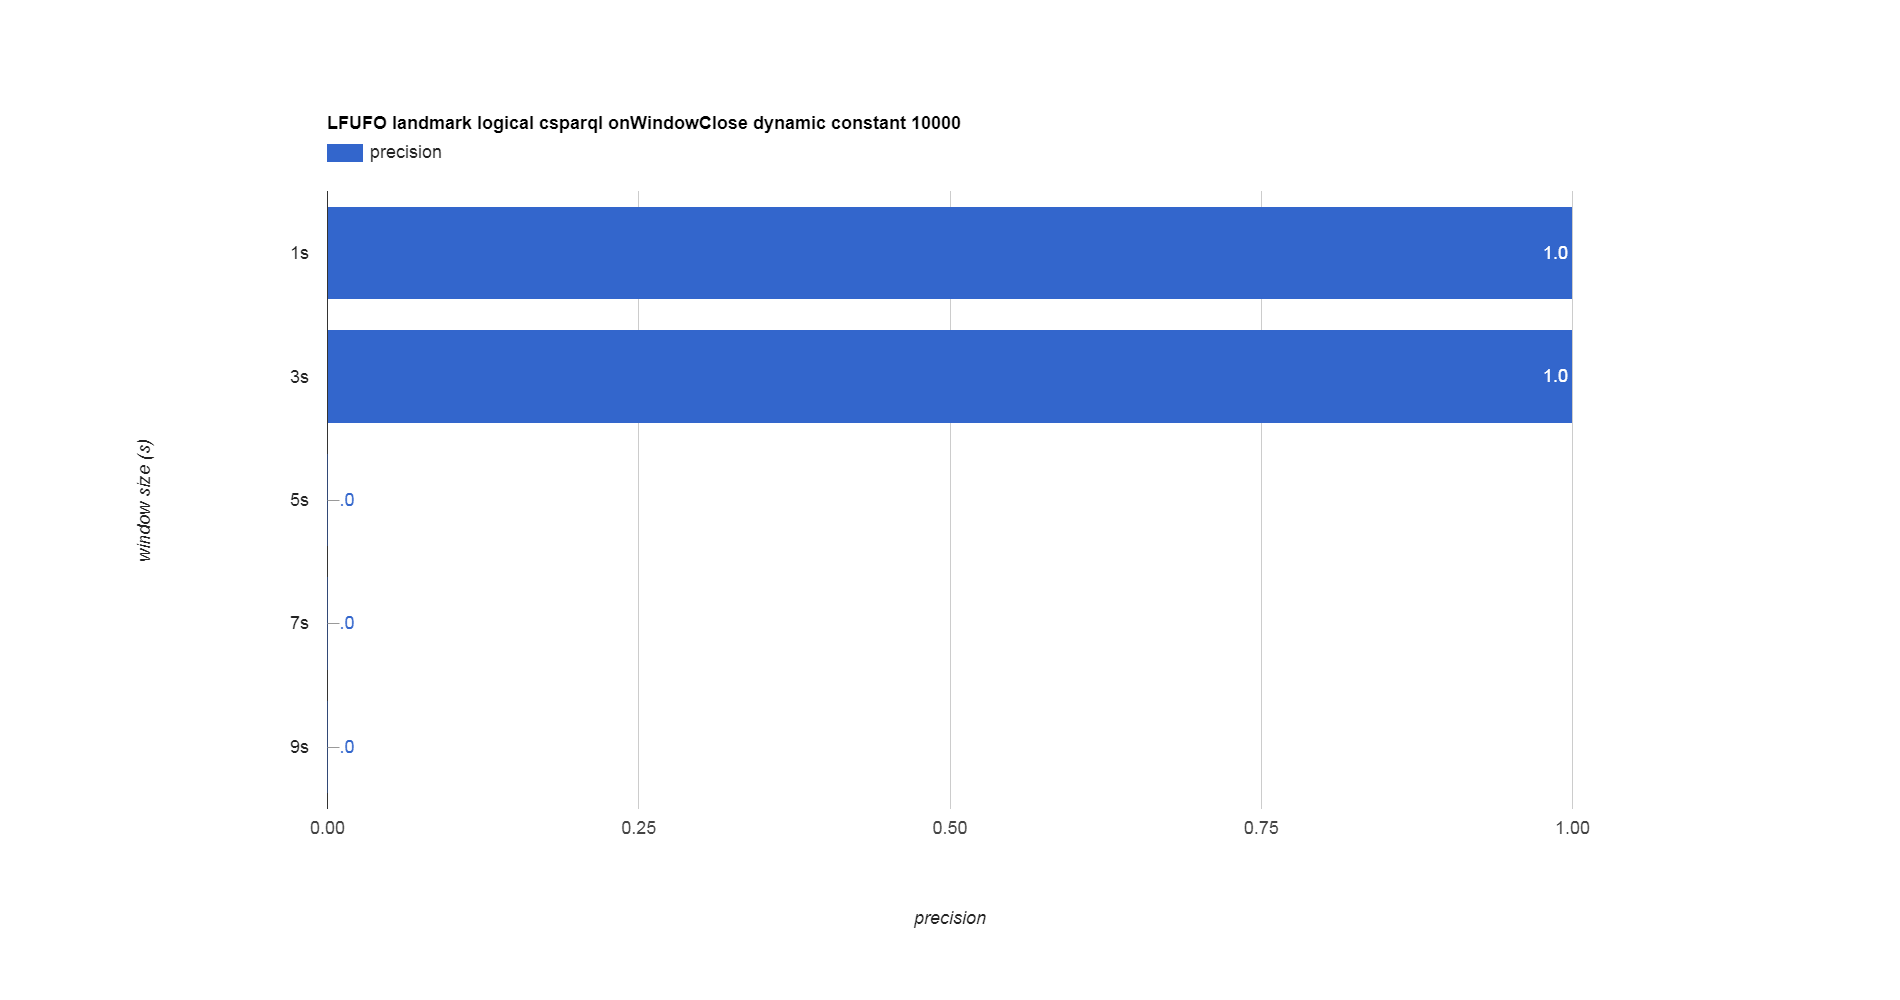 LFUFO landmark logical csparql onWindowClose dynamic constant 10000
precision
1s
1.0
3s
1.0
window size (s)
5s
.0
7s
.0
9s
.0
0.00
0.25
0.50
0.75
1.00
precision